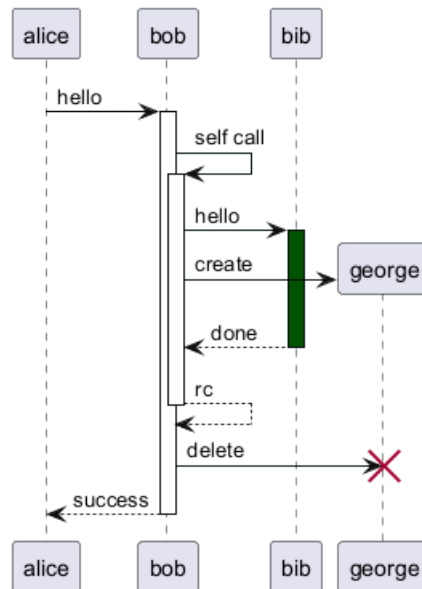 alice bob bib
hello
self call
hello
create
george
done
rc
delete
success
alice bob bib george